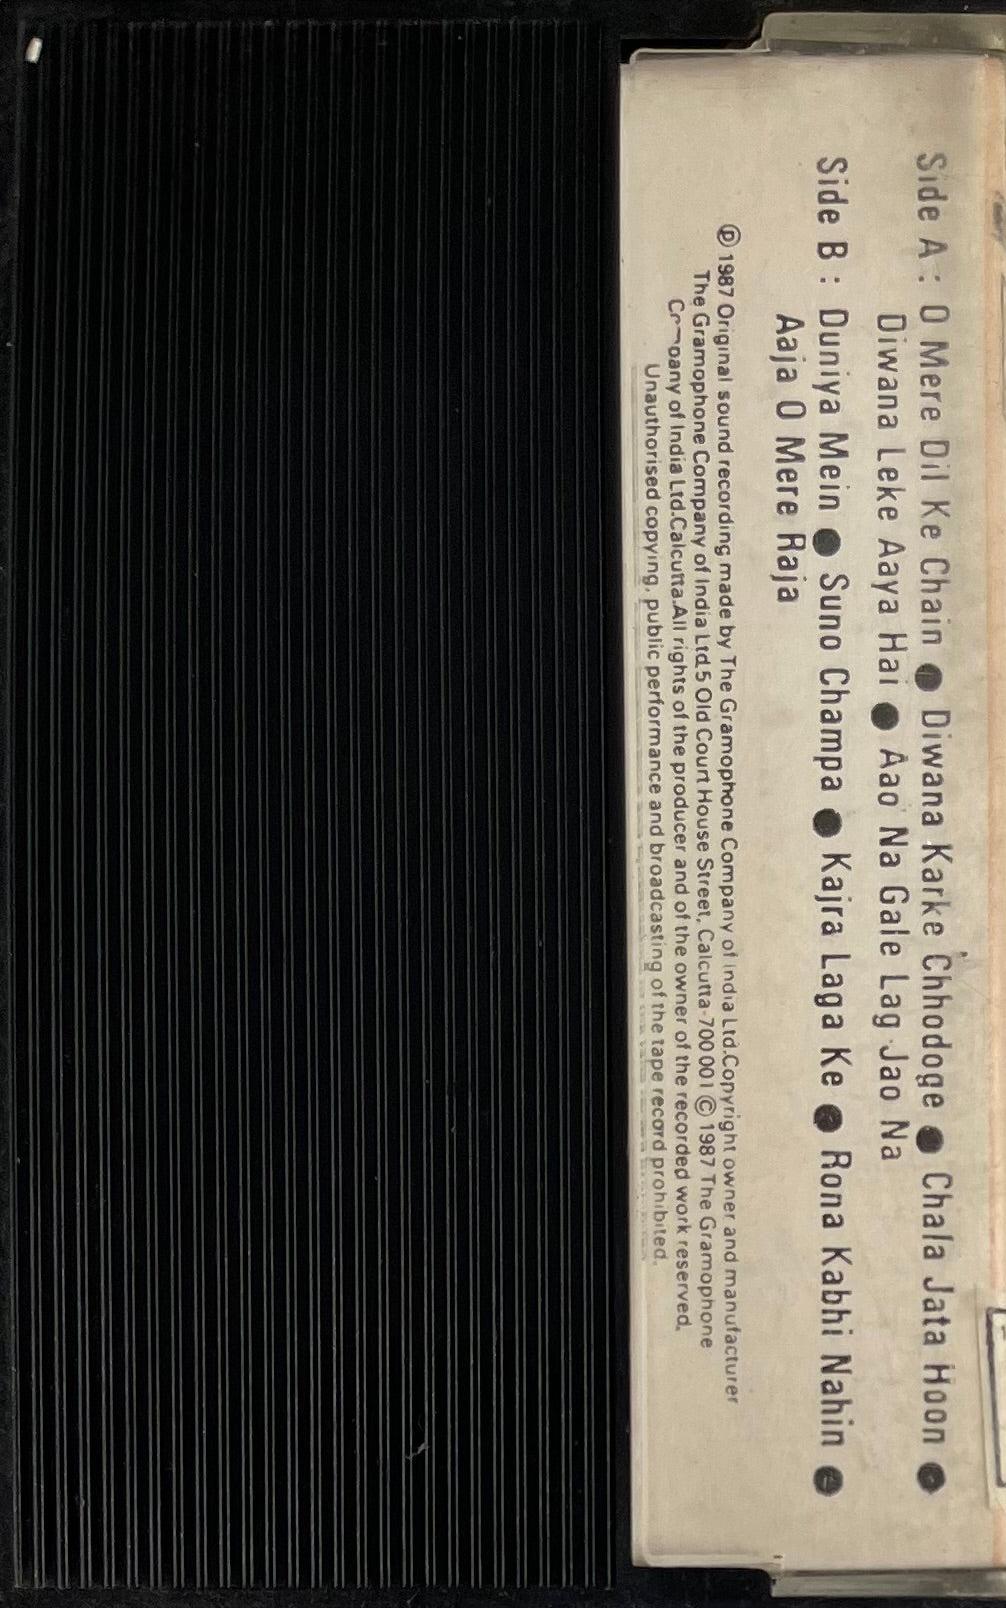 Side A : O Mere Dil Ke Chain ● Diwana Karke Chhodoge ● Chala Jata Hoon ●
Diwana Leke Aaya Hai ● Aao Na Gale Lag Jao Na
Side B : Duniya Mein ● Suno Champa ● Kajra Laga Ke ● Rona Kabhi Nahin ●
Aaja O Mere Raja
℗ 1987 Original sound recording made by The Gramophone Company of India Ltd.Copyright owner and manufacturer
The Gramophone Company of India Ltd.5 Old Court House Street, Calcutta-700 001 © 1987 The Gramophone
Company of India Ltd.Calcutta.All rights of the producer and of the owner of the recorded work reserved.
Unauthorised copying, public performance and broadcasting of the tape record prohibited.